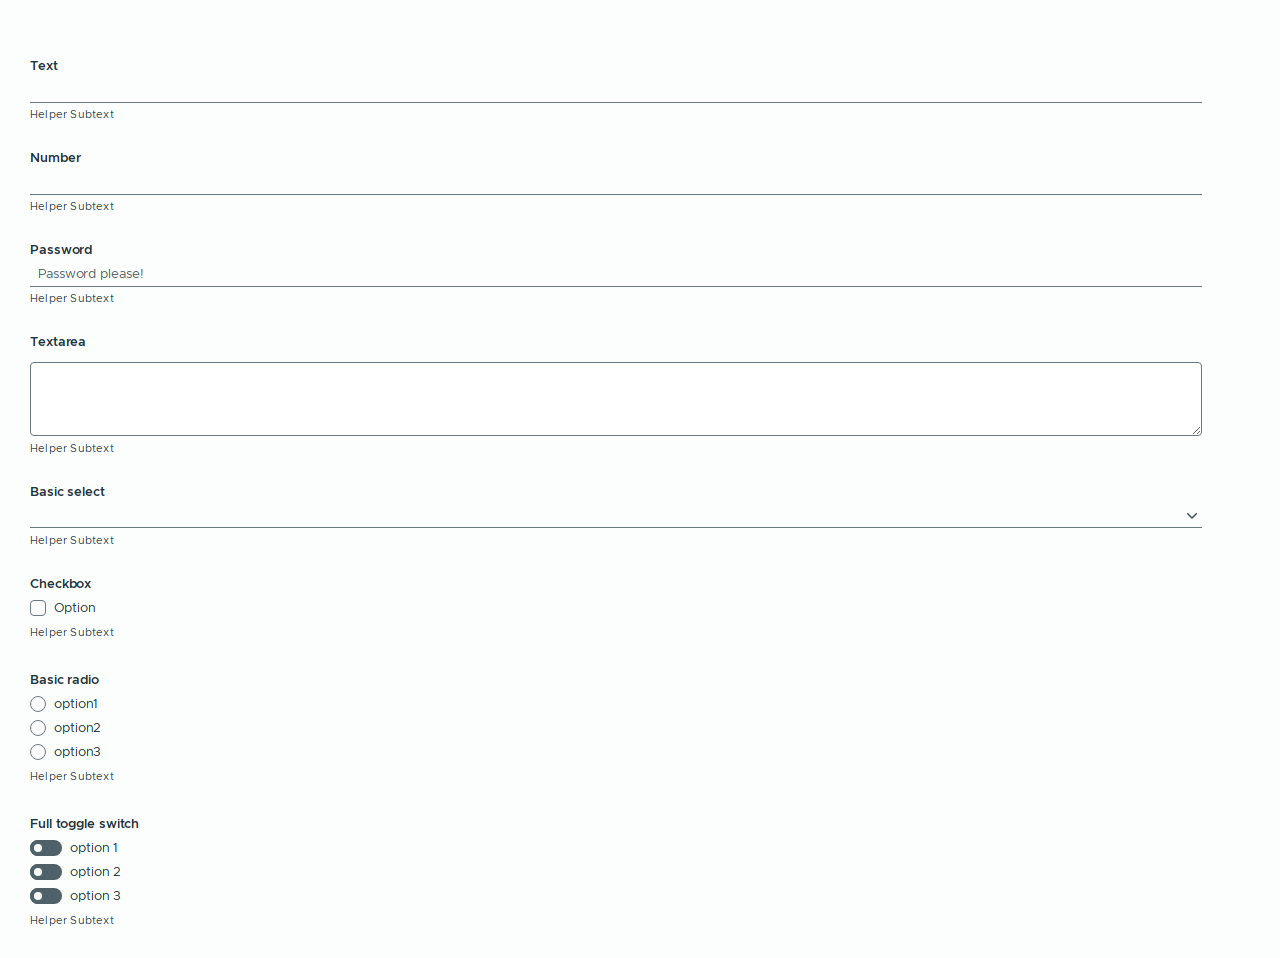 Text
Helper Subtext
Number
Helper Subtext
Password
Password please!
Helper Subtext
Textarea
Helper Subtext
Basic select
Helper Subtext
Checkbox
Option
Helper Subtext
Basic radio
option1
option2
option3
Helper Subtext
Full toggle switch
option 1
option 2
option 3
Helper Subtext